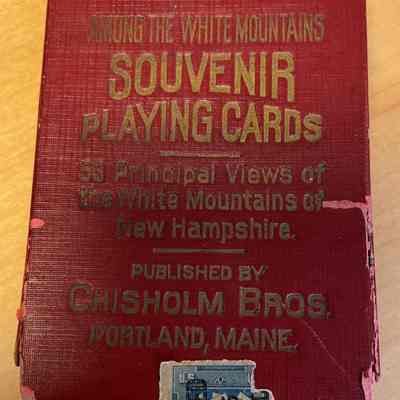 AMONG THE WHITE MOUNTAINS
SOUVENIR
PLAYING CARDS
53 Principal Views of
the White Mountains of
New Hampshire.
PUBLISHED BY
CHISHOLM BROS.
PORTLAND, MAINE.